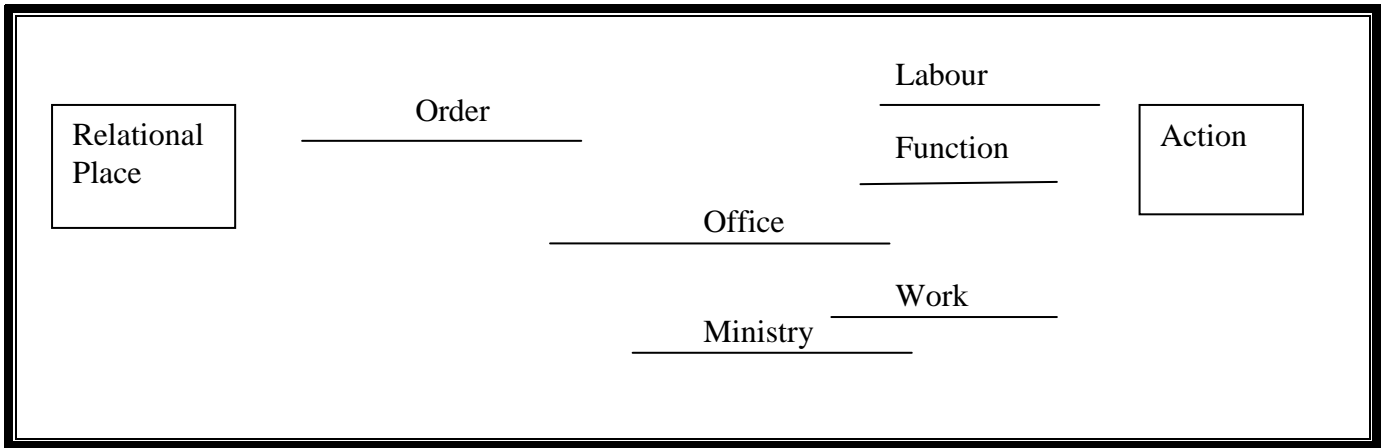 Labour
Order
Relational
Place
Action
Function
Office
Work
Ministry